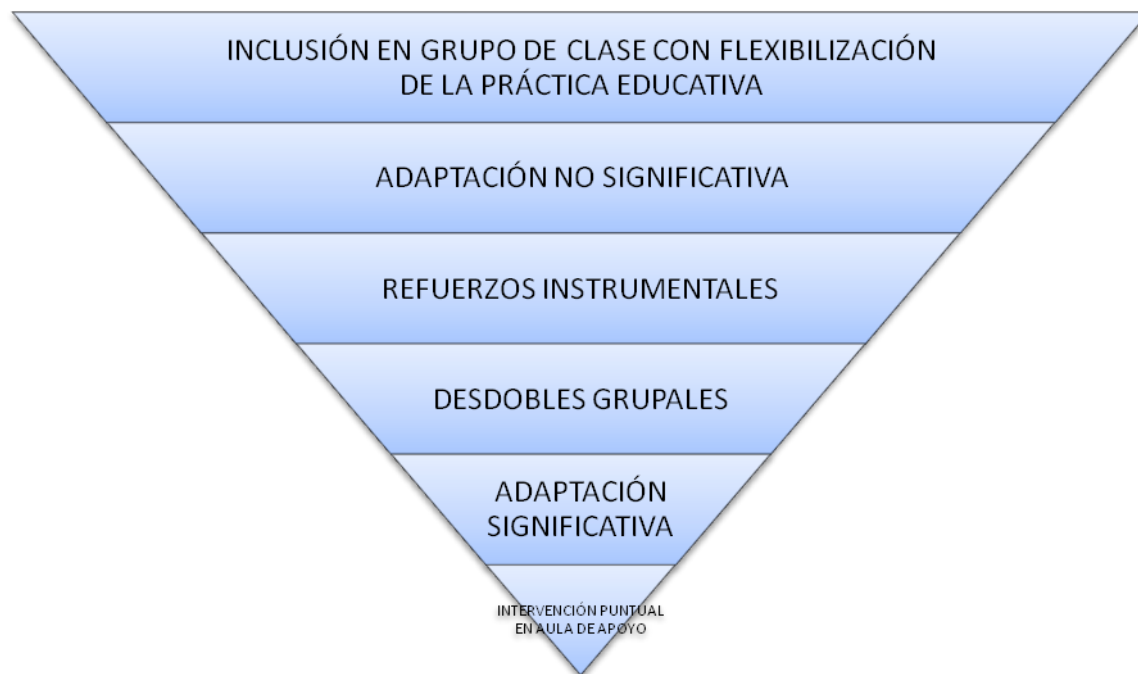 INCLUSIÓN EN GRUPO DE CLASE CON FLEXIBILIZACIÓN
DE LA PRÁCTICA EDUCATIVA
ADAPTACIÓN NO SIGNIFICATIVA
REFUERZOS INSTRUMENTALES
DESDOBLES GRUPALES
ADAPTACIÓN
SIGNIFICATIVA
INTERVENCIÓN PUNTUAL
EN AULA DE APOYO